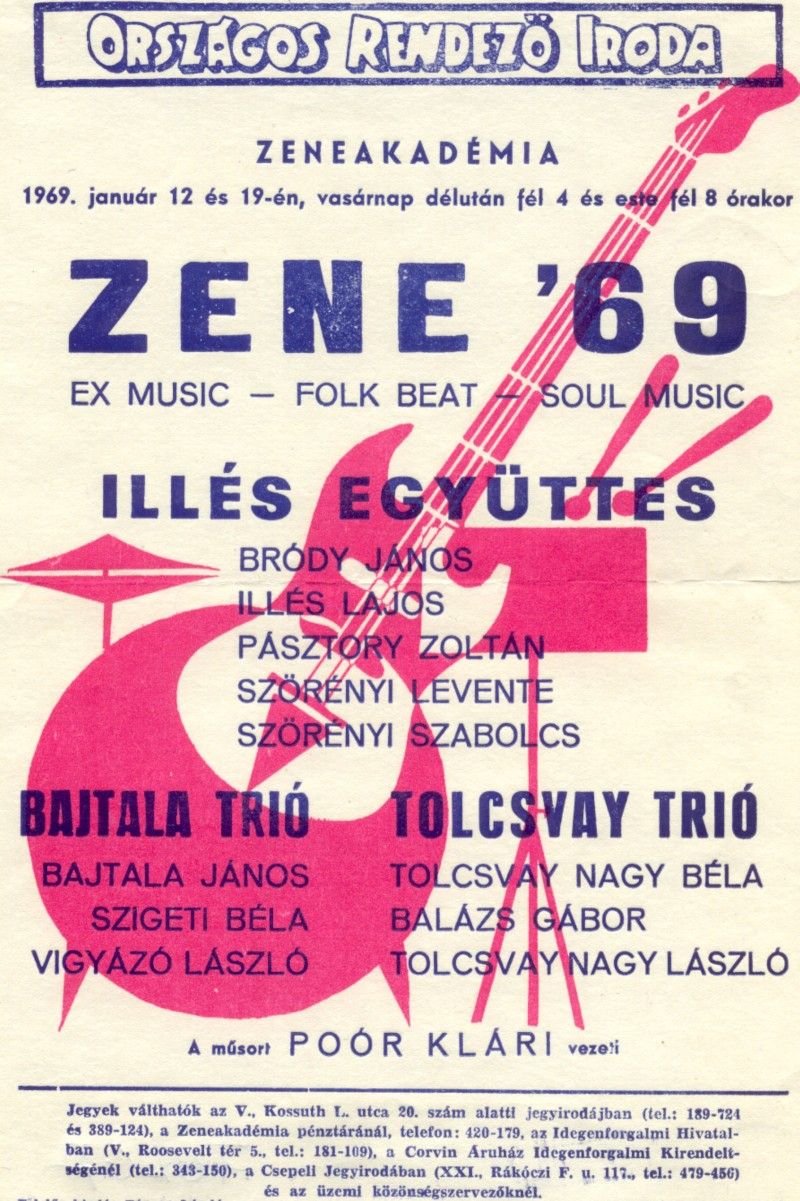 ORSZÁGOS RENDEZŐ IRODA
ZENEAKADÉMIA
1969. január 12 és 19-én, vasárnap délután fél 4 és este fél 8 órakor
ZENE '69
EX MUSIC — FOLK BEAT — SOUL MUSIC
ILLÉS EGYÜTTES
BRÓDY JÁNOS
ILLÉS LAJOS
PÁSZTORY ZOLTÁN
SZÖRÉNYI LEVENTE
SZÖRÉNYI SZABOLCS
BAJTALA TRIÓ
BAJTALA JÁNOS
SZIGETI BÉLA
VIGYÁZÓ LÁSZLÓ
TOLCSVAY TRIÓ
TOLCSVAY NAGY BÉLA
BALÁZS GÁBOR
TOLCSVAY NAGY LÁSZLÓ
A műsort POÓR KLÁRI vezeti
Jegyek válthatók az V., Kossuth L. utca 20. szám alatti jegyirodájban (tel.: 189-724
és 389-124), a Zeneakadémia pénztáránál, telefon: 420-179, az Idegenforgalmi Hivatal-
ban (V., Roosevelt tér 5., tel.: 181-109), a Corvin Áruház Idegenforgalmi Kirendelt-
ségénél (tel.: 343-150), a Csepeli Jegyirodában (XXI., Rákóczi F. u. 117., tel.: 479-456)
és az üzemi közönségszervezőknél.